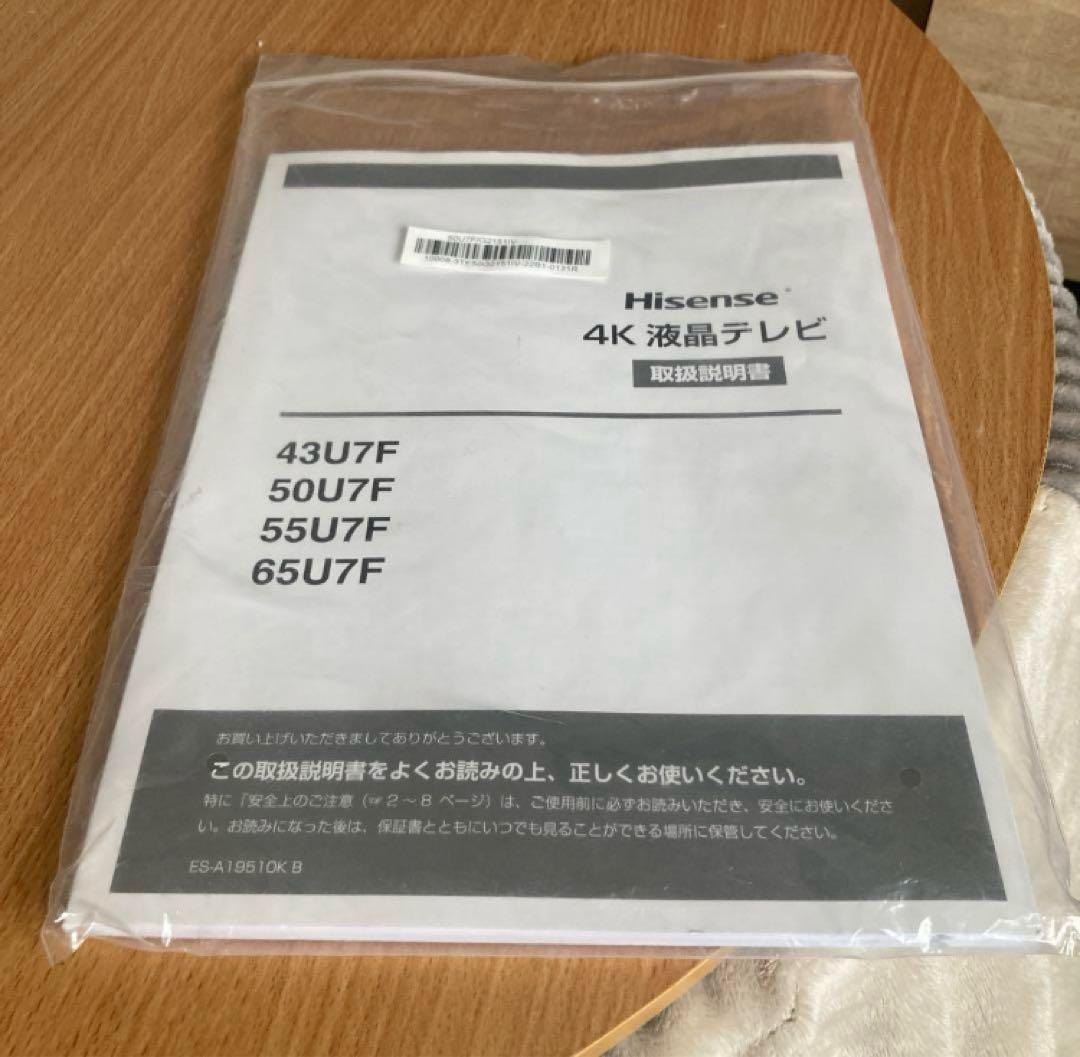 Hisense
4K 液晶テレビ
取扱説明書
43U7F
50U7F
55U7F
65U7F
お買い上げいただきましてありがとうございます。
この取扱説明書をよくお読みの上、正しくお使いください。
特に「安全上のご注意（☞ 2～8 ページ）は、ご使用前に必ずお読みいただき、安全にお使いくださ
い。お読みになった後は、保証書とともにいつでも見ることができる場所に保管してください。
ES-A19510K B